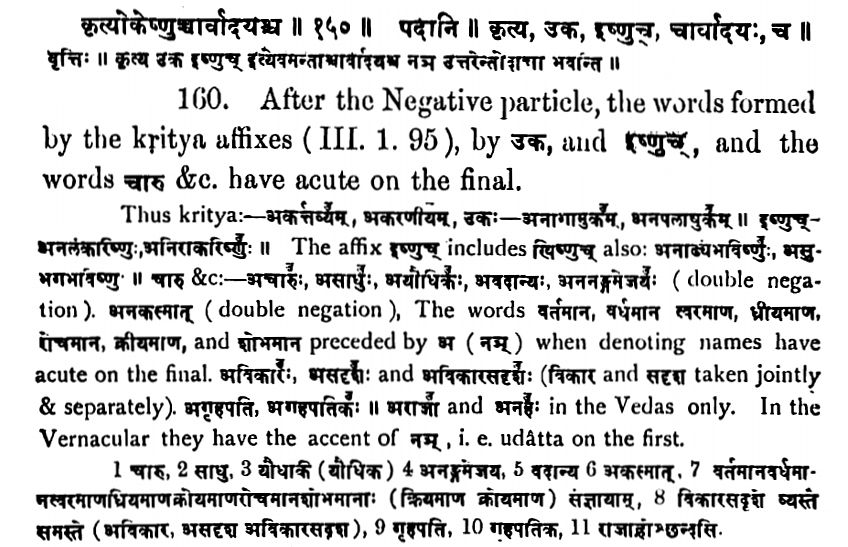 कृत्योकेष्णुच्चार्वादयश्च ॥ १५० ॥ पदानि ॥ कृत्य, उक, इष्णुच्, चार्वादयः, च ॥
वृत्तिः ॥ कृत्य उक इष्णुच् इत्येवमन्ताश्चार्वादयश्च नञ उत्तरेन्तोदात्ता भवन्ति ॥
160. After the Negative particle, the words formed
by the kṛitya affixes ( III. 1. 95 ), by उक, and इष्णुच्, and the
words चारु &c. have acute on the final.
Thus kritya:—अकर्त्तव्यम्, अकरणीयम्, उकः—अनागामुकम्, अनपलाषुकम् ॥ इष्णुच्-
अनलंकारिष्णुः,अनिराकरिष्णुः ॥ The affix इष्णुच् includes खिष्णुच् also: अनाढ्यंभविष्णुः, असु-
भगंभविष्णु ॥ चारु &c:—अचारुः, असाधुः, अयौधिकः, अवदान्यः, अननङ्गमेजयः ( double nega-
tion ). अनकस्मात् ( double negation ), The words वर्तमान, वर्धमान त्वरमाण, ध्रीयमाण,
रोचमान, क्रीयमाण, and शोभमान preceded by अ ( नञ् ) when denoting names have
acute on the final. अविकारः, असदृशः and अविकारसदृशः (विकार and सदृश taken jointly
& separately). अगृहपति, अगृहपतिकः ॥ अराजा and अनहः in the Vedas only. In the
Vernacular they have the accent of नञ्, i. e. udâtta on the first.
1 चारु, 2 साधु, 3 यौधाकी (यौधिक) 4 अनङ्गमेजय, 5 वदान्य 6 अकस्मात्, 7 वर्तमानवर्धमा-
नत्वरमाणध्रियमाणक्रीयमाणरोचमानशोभमानाः (क्रियमाण क्रीयमाण) संज्ञायाम्, 8 विकारसदृशे व्यस्ते
समस्ते (अविकार, असदृश अविकारसदृश), 9 गृहपति, 10 गृहपतिक, 11 राजाह्नोश्छन्दसि.